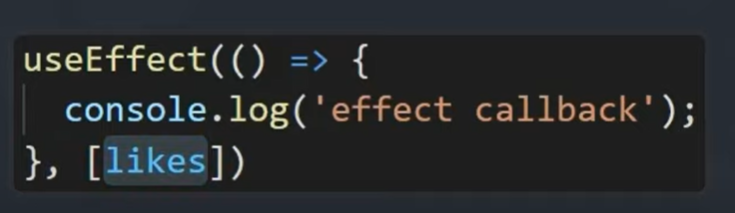 useEffect(() => {
  console.log('effect callback');
}, [likes])